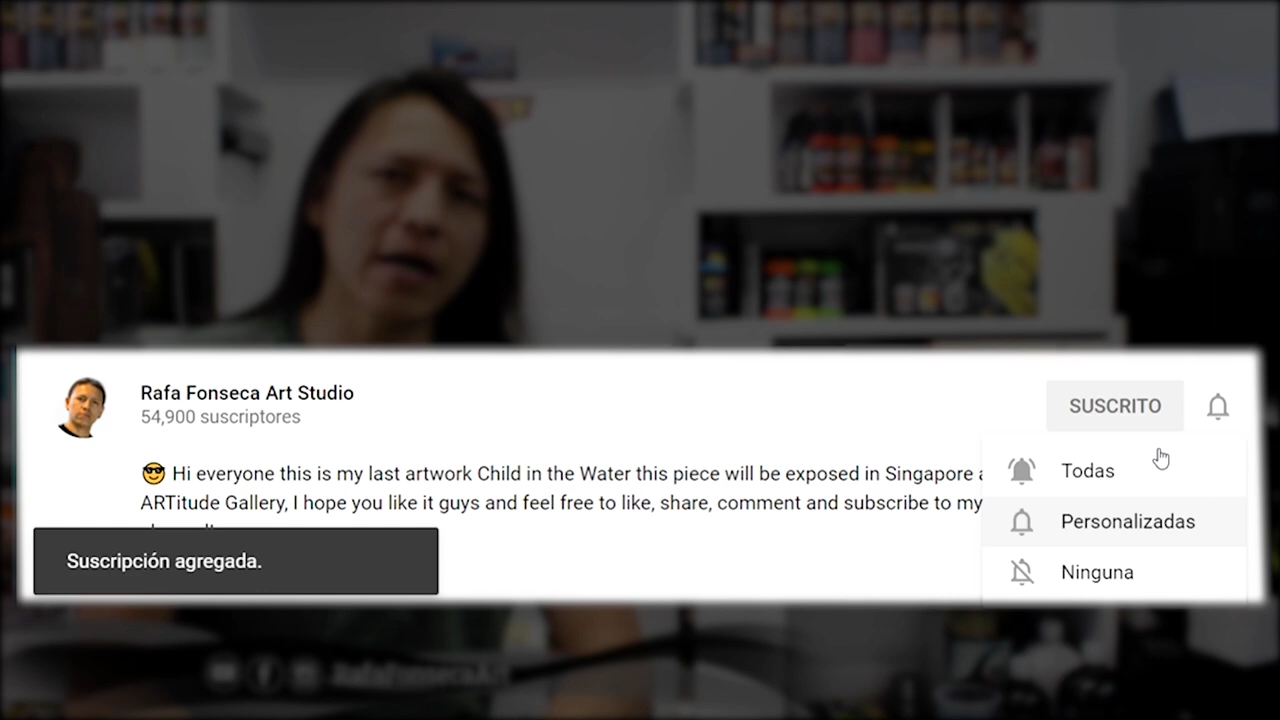 Rafa Fonseca Art Studio
54,900 suscriptores
SUSCRITO
😎 Hi everyone this is my last artwork Child in the Water this piece will be exposed in Singapore
ARTitude Gallery, I hope you like it guys and feel free to like, share, comment and subscribe to my
Todas
Personalizadas
Ninguna
Suscripción agregada.
RafaFonsecaArt